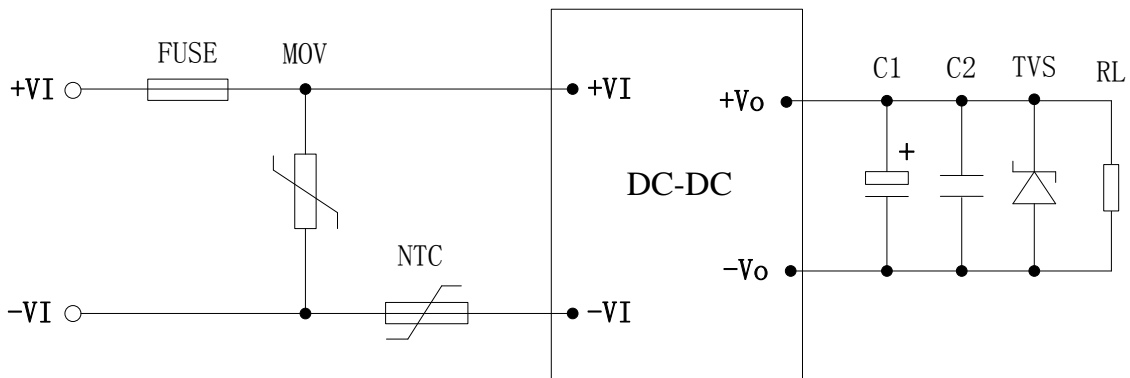 FUSE
MOV
+VI
+VI
DC-DC
+Vo
C1
C2
TVS
RL
+
-Vo
NTC
-VI
-VI